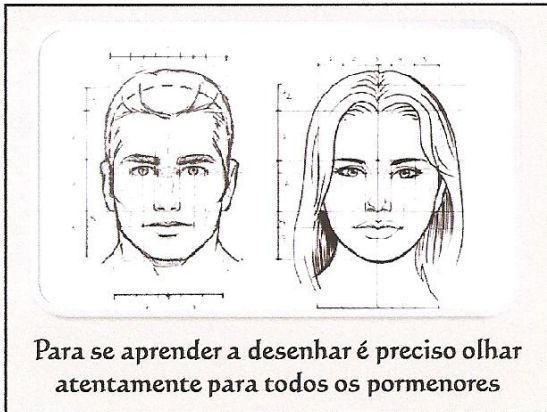 Para se aprender a desenhar é preciso olhar
atentamente para todos os pormenores